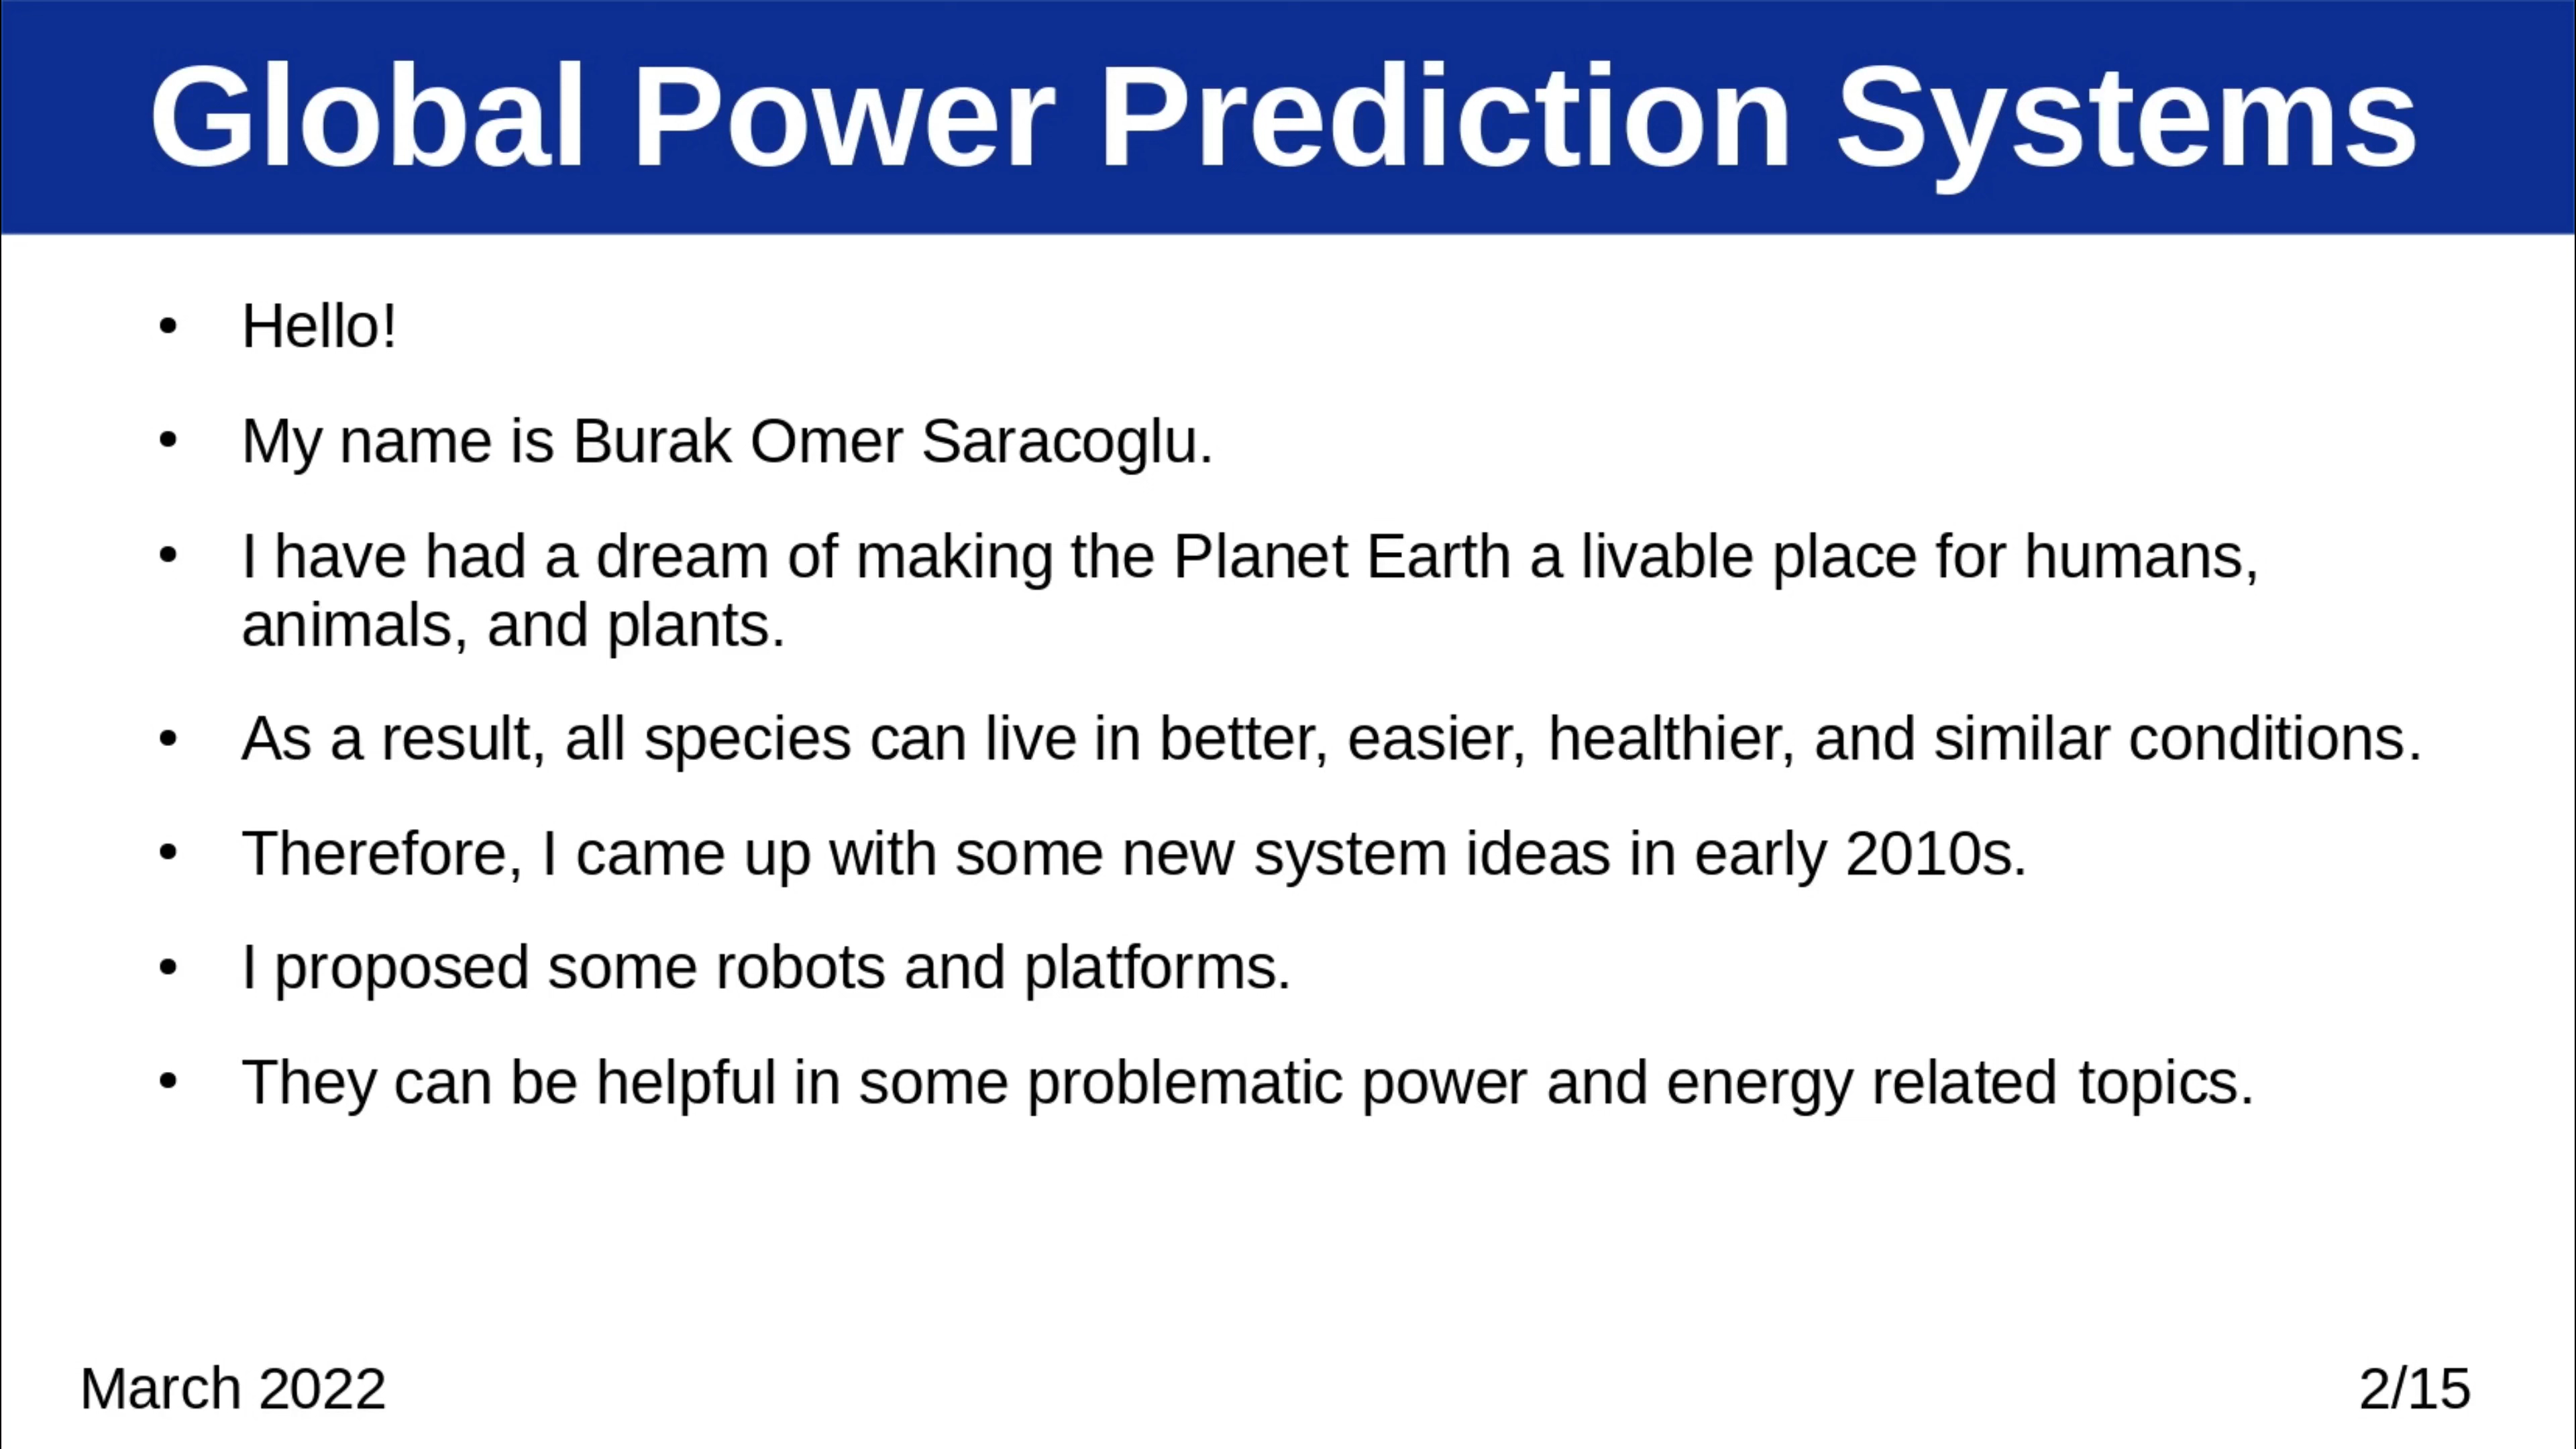 Global Power Prediction Systems
• Hello!
• My name is Burak Omer Saracoglu.
• I have had a dream of making the Planet Earth a livable place for humans,
animals, and plants.
• As a result, all species can live in better, easier, healthier, and similar conditions.
• Therefore, I came up with some new system ideas in early 2010s.
• I proposed some robots and platforms.
• They can be helpful in some problematic power and energy related topics.
March 2022
2/15